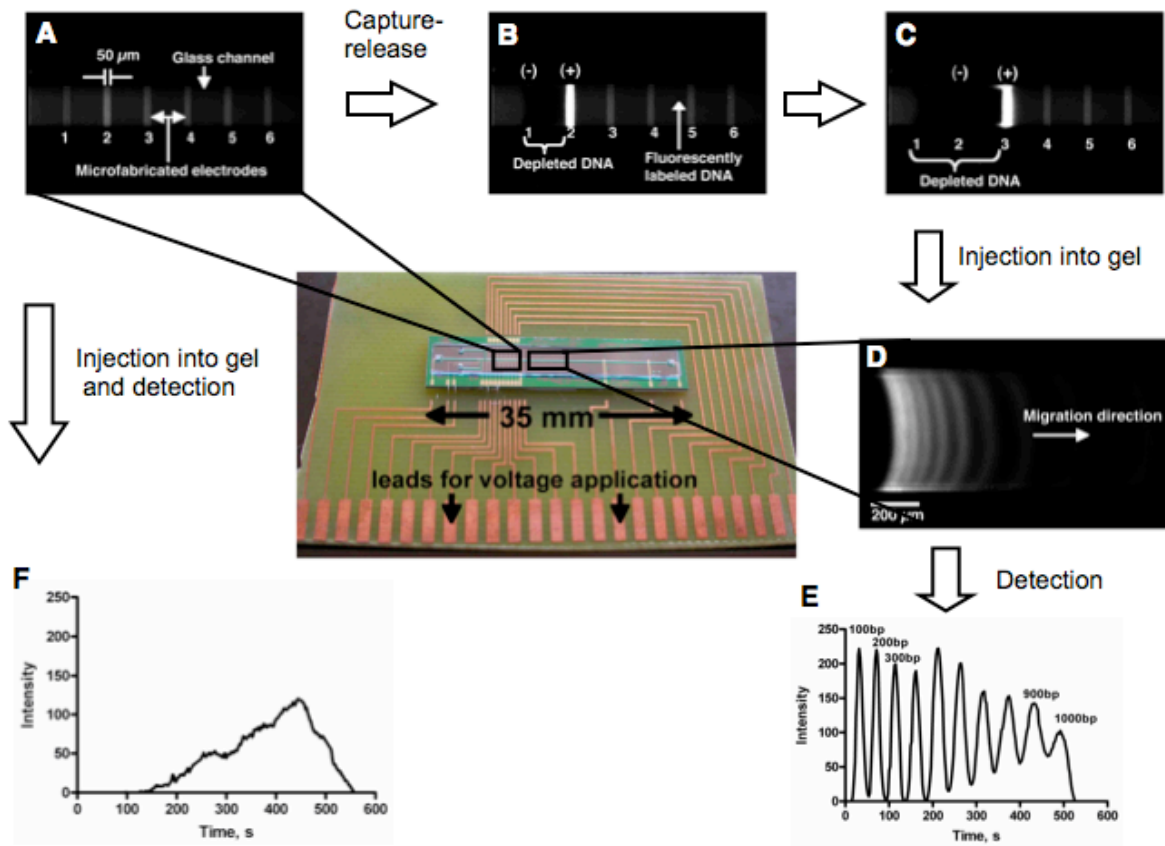 A
50 µm
Glass channel
1 2 3 4 5 6
Microfabricated electrodes
Capture-
release
B
(-) (+)
1 2 3 4 5 6
Depleted DNA
Fluorescently
labeled DNA
C
(-) (+)
1 2 3 4 5 6
Depleted DNA
Injection into gel
Injection into gel
and detection
35 mm
leads for voltage application
D
Migration direction
200 µm
Detection
F
250
200
150
100
50
0
Intensity
0 100 200 300 400 500 600
Time, s
E
250
200
150
100
50
0
Intensity
100bp
200bp
300bp
900bp
1000bp
0 100 200 300 400 500 600
Time, s